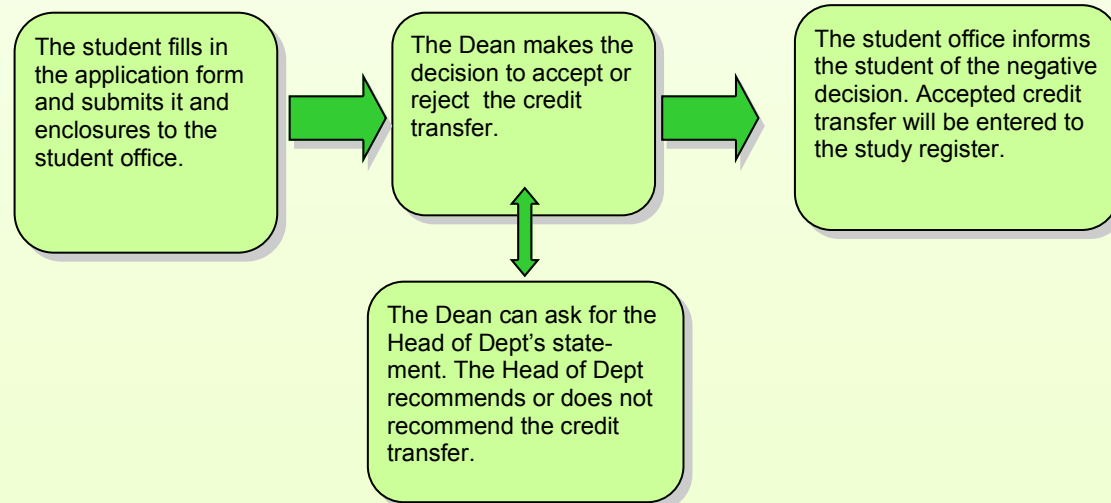 The student fills in
the application form
and submits it and
enclosures to the
student office.
The Dean makes the
decision to accept or
reject  the credit
transfer.
The student office informs
the student of the negative
decision. Accepted credit
transfer will be entered to
the study register.
The Dean can ask for the
Head of Dept’s state-
ment. The Head of Dept
recommends or does not
recommend the credit
transfer.